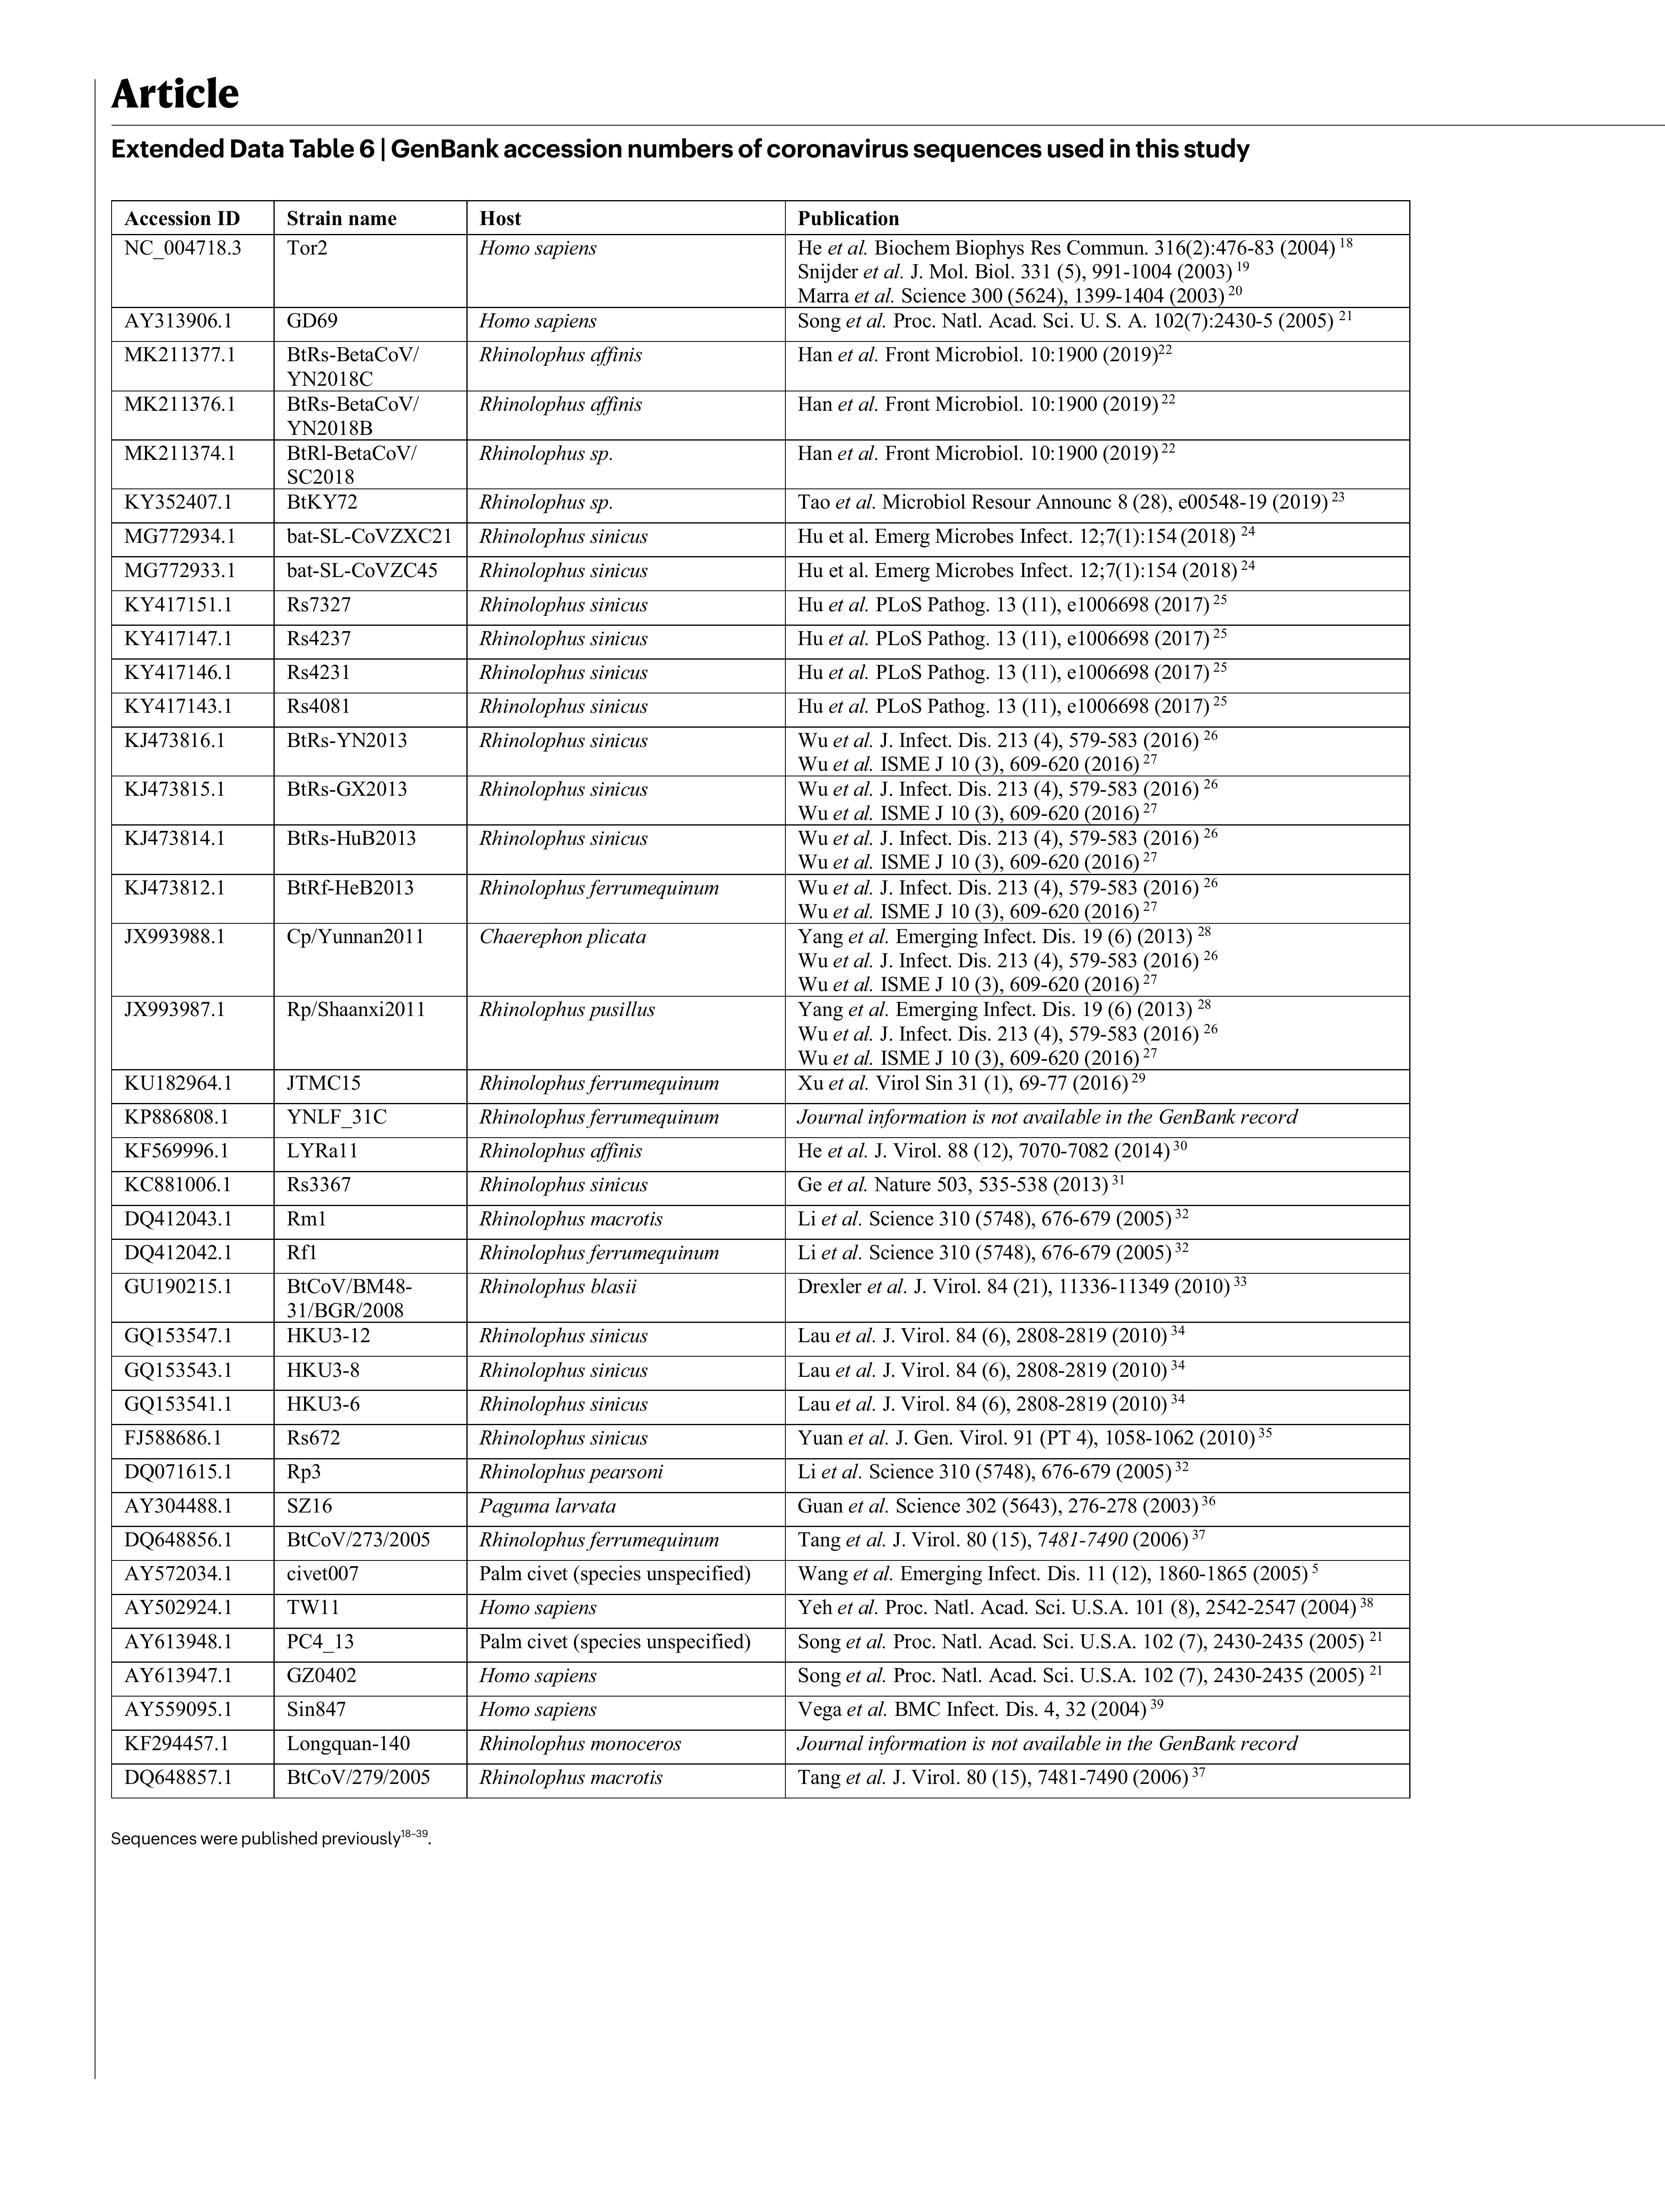 Article
Extended Data Table 6 | GenBank accession numbers of coronavirus sequences used in this study
Accession ID Strain name Host Publication
NC_004718.3 Tor2 Homo sapiens He et al. Biochem Biophys Res Commun. 316(2):476-83 (2004) 18
Snijder et al. J. Mol. Biol. 331 (5), 991-1004 (2003) 19
Marra et al. Science 300 (5624), 1399-1404 (2003) 20
AY313906.1 GD69 Homo sapiens Song et al. Proc. Natl. Acad. Sci. U. S. A. 102(7):2430-5 (2005) 21
MK211377.1 BtRs-BetaCoV/ Rhinolophus affinis Han et al. Front Microbiol. 10:1900 (2019)22
YN2018C
MK211376.1 BtRs-BetaCoV/ Rhinolophus affinis Han et al. Front Microbiol. 10:1900 (2019) 22
YN2018B
MK211374.1 BtRl-BetaCoV/ Rhinolophus sp. Han et al. Front Microbiol. 10:1900 (2019) 22
SC2018
KY352407.1 BtKY72 Rhinolophus sp. Tao et al. Microbiol Resour Announc 8 (28), e00548-19 (2019) 23
MG772934.1 bat-SL-CoVZXC21 Rhinolophus sinicus Hu et al. Emerg Microbes Infect. 12;7(1):154 (2018) 24
MG772933.1 bat-SL-CoVZC45 Rhinolophus sinicus Hu et al. Emerg Microbes Infect. 12;7(1):154 (2018) 24
KY417151.1 Rs7327 Rhinolophus sinicus Hu et al. PLoS Pathog. 13 (11), e1006698 (2017) 25
KY417147.1 Rs4237 Rhinolophus sinicus Hu et al. PLoS Pathog. 13 (11), e1006698 (2017) 25
KY417146.1 Rs4231 Rhinolophus sinicus Hu et al. PLoS Pathog. 13 (11), e1006698 (2017) 25
KY417143.1 Rs4081 Rhinolophus sinicus Hu et al. PLoS Pathog. 13 (11), e1006698 (2017) 25
KJ473816.1 BtRs-YN2013 Rhinolophus sinicus Wu et al. J. Infect. Dis. 213 (4), 579-583 (2016) 26
Wu et al. ISME J 10 (3), 609-620 (2016) 27
KJ473815.1 BtRs-GX2013 Rhinolophus sinicus Wu et al. J. Infect. Dis. 213 (4), 579-583 (2016) 26
Wu et al. ISME J 10 (3), 609-620 (2016) 27
KJ473814.1 BtRs-HuB2013 Rhinolophus sinicus Wu et al. J. Infect. Dis. 213 (4), 579-583 (2016) 26
Wu et al. ISME J 10 (3), 609-620 (2016) 27
KJ473812.1 BtRf-HeB2013 Rhinolophus ferrumequinum Wu et al. J. Infect. Dis. 213 (4), 579-583 (2016) 26
Wu et al. ISME J 10 (3), 609-620 (2016) 27
JX993988.1 Cp/Yunnan2011 Chaerephon plicata Yang et al. Emerging Infect. Dis. 19 (6) (2013) 28
Wu et al. J. Infect. Dis. 213 (4), 579-583 (2016) 26
Wu et al. ISME J 10 (3), 609-620 (2016) 27
JX993987.1 Rp/Shaanxi2011 Rhinolophus pusillus Yang et al. Emerging Infect. Dis. 19 (6) (2013) 28
Wu et al. J. Infect. Dis. 213 (4), 579-583 (2016) 26
Wu et al. ISME J 10 (3), 609-620 (2016) 27
KU182964.1 JTMC15 Rhinolophus ferrumequinum Xu et al. Virol Sin 31 (1), 69-77 (2016) 29
KP886808.1 YNLF_31C Rhinolophus ferrumequinum Journal information is not available in the GenBank record
KF569996.1 LYRa11 Rhinolophus affinis He et al. J. Virol. 88 (12), 7070-7082 (2014) 30
KC881006.1 Rs3367 Rhinolophus sinicus Ge et al. Nature 503, 535-538 (2013) 31
DQ412043.1 Rm1 Rhinolophus macrotis Li et al. Science 310 (5748), 676-679 (2005) 32
DQ412042.1 Rf1 Rhinolophus ferrumequinum Li et al. Science 310 (5748), 676-679 (2005) 32
GU190215.1 BtCoV/BM48- Rhinolophus blasii Drexler et al. J. Virol. 84 (21), 11336-11349 (2010) 33
31/BGR/2008
GQ153547.1 HKU3-12 Rhinolophus sinicus Lau et al. J. Virol. 84 (6), 2808-2819 (2010) 34
GQ153543.1 HKU3-8 Rhinolophus sinicus Lau et al. J. Virol. 84 (6), 2808-2819 (2010) 34
GQ153541.1 HKU3-6 Rhinolophus sinicus Lau et al. J. Virol. 84 (6), 2808-2819 (2010) 34
FJ588686.1 Rs672 Rhinolophus sinicus Yuan et al. J. Gen. Virol. 91 (PT 4), 1058-1062 (2010) 35
DQ071615.1 Rp3 Rhinolophus pearsoni Li et al. Science 310 (5748), 676-679 (2005) 32
AY304488.1 SZ16 Paguma larvata Guan et al. Science 302 (5643), 276-278 (2003) 36
DQ648856.1 BtCoV/273/2005 Rhinolophus ferrumequinum Tang et al. J. Virol. 80 (15), 7481-7490 (2006) 37
AY572034.1 civet007 Palm civet (species unspecified) Wang et al. Emerging Infect. Dis. 11 (12), 1860-1865 (2005) 5
AY502924.1 TW11 Homo sapiens Yeh et al. Proc. Natl. Acad. Sci. U.S.A. 101 (8), 2542-2547 (2004) 38
AY613948.1 PC4_13 Palm civet (species unspecified) Song et al. Proc. Natl. Acad. Sci. U.S.A. 102 (7), 2430-2435 (2005) 21
AY613947.1 GZ0402 Homo sapiens Song et al. Proc. Natl. Acad. Sci. U.S.A. 102 (7), 2430-2435 (2005) 21
AY559095.1 Sin847 Homo sapiens Vega et al. BMC Infect. Dis. 4, 32 (2004) 39
KF294457.1 Longquan-140 Rhinolophus monoceros Journal information is not available in the GenBank record
DQ648857.1 BtCoV/279/2005 Rhinolophus macrotis Tang et al. J. Virol. 80 (15), 7481-7490 (2006) 37
Sequences were published previously18–39.